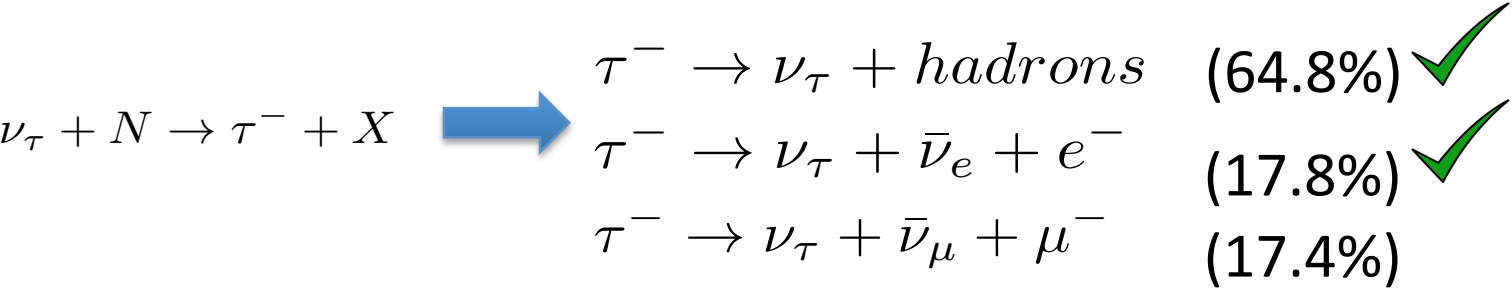 ν_τ + N → τ⁻ + X
τ⁻ → ν_τ + hadrons (64.8%)
τ⁻ → ν_τ + ν̄_e + e⁻ (17.8%)
τ⁻ → ν_τ + ν̄_μ + μ⁻ (17.4%)